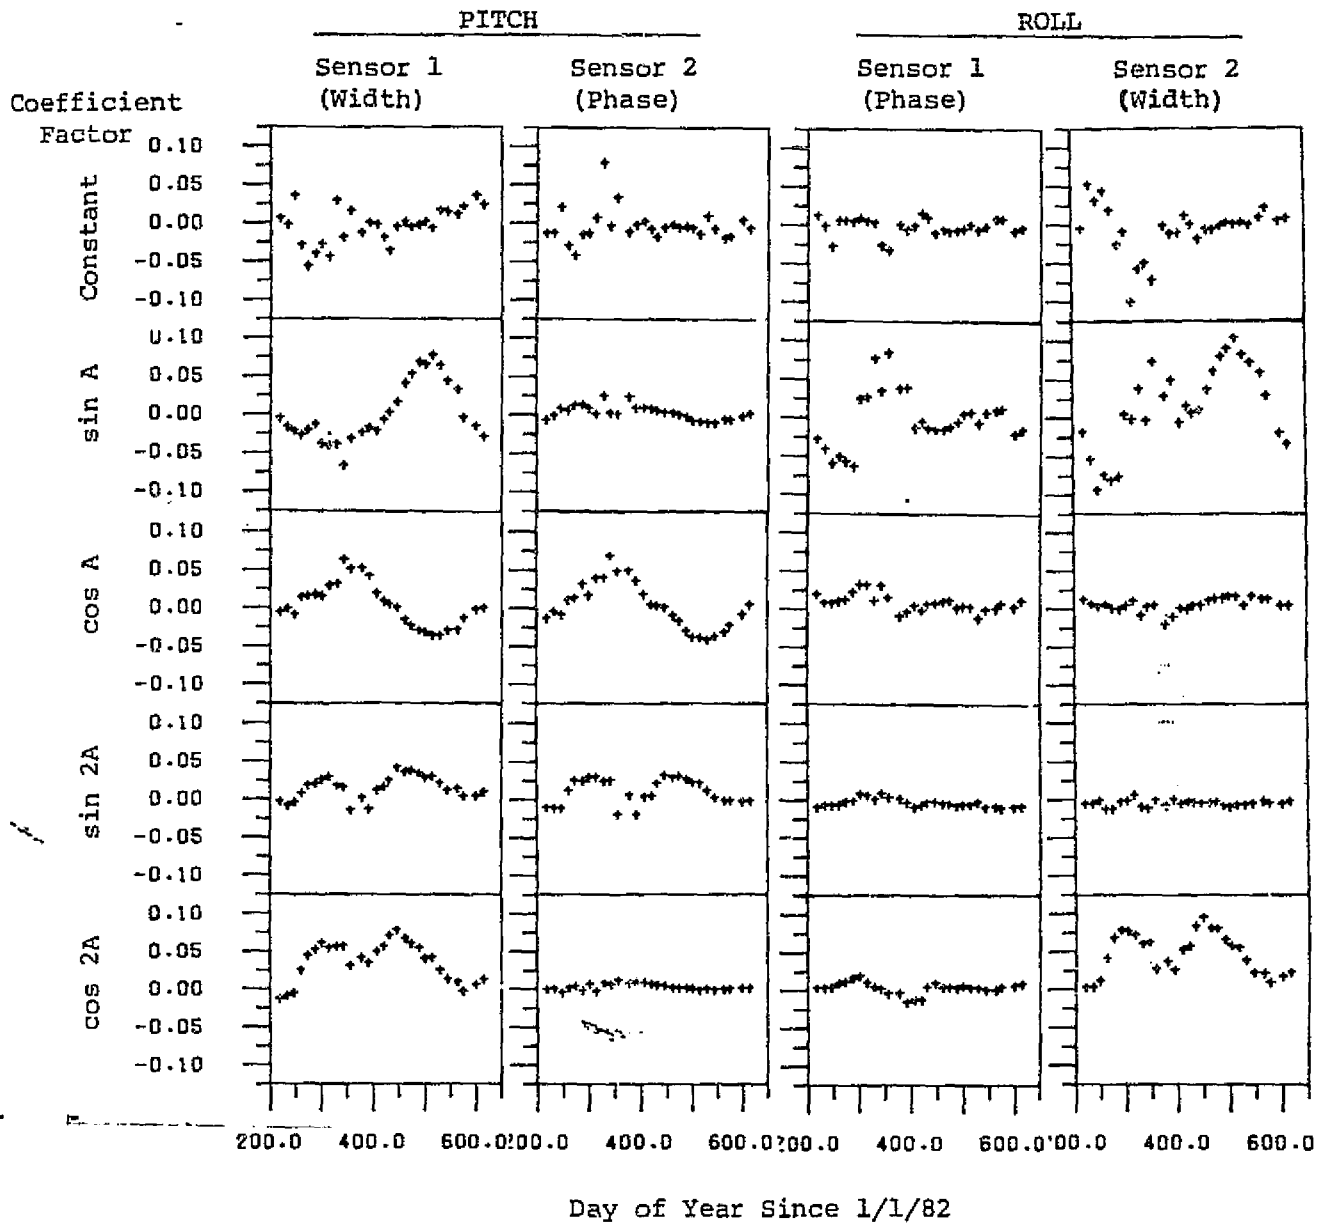 PITCH ROLL
Sensor 1 Sensor 2 Sensor 1 Sensor 2
(Width) (Phase) (Phase) (Width)
Coefficient
Factor
Constant
0.10
0.05
0.00
-0.05
-0.10
sin A
0.10
0.05
0.00
-0.05
-0.10
cos A
0.10
0.05
0.00
-0.05
-0.10
sin 2A
0.10
0.05
0.00
-0.05
-0.10
cos 2A
0.10
0.05
0.00
-0.05
-0.10
200.0 400.0 600.0 400.0 600.0 400.0 600.0 400.0 600.0
Day of Year Since 1/1/82